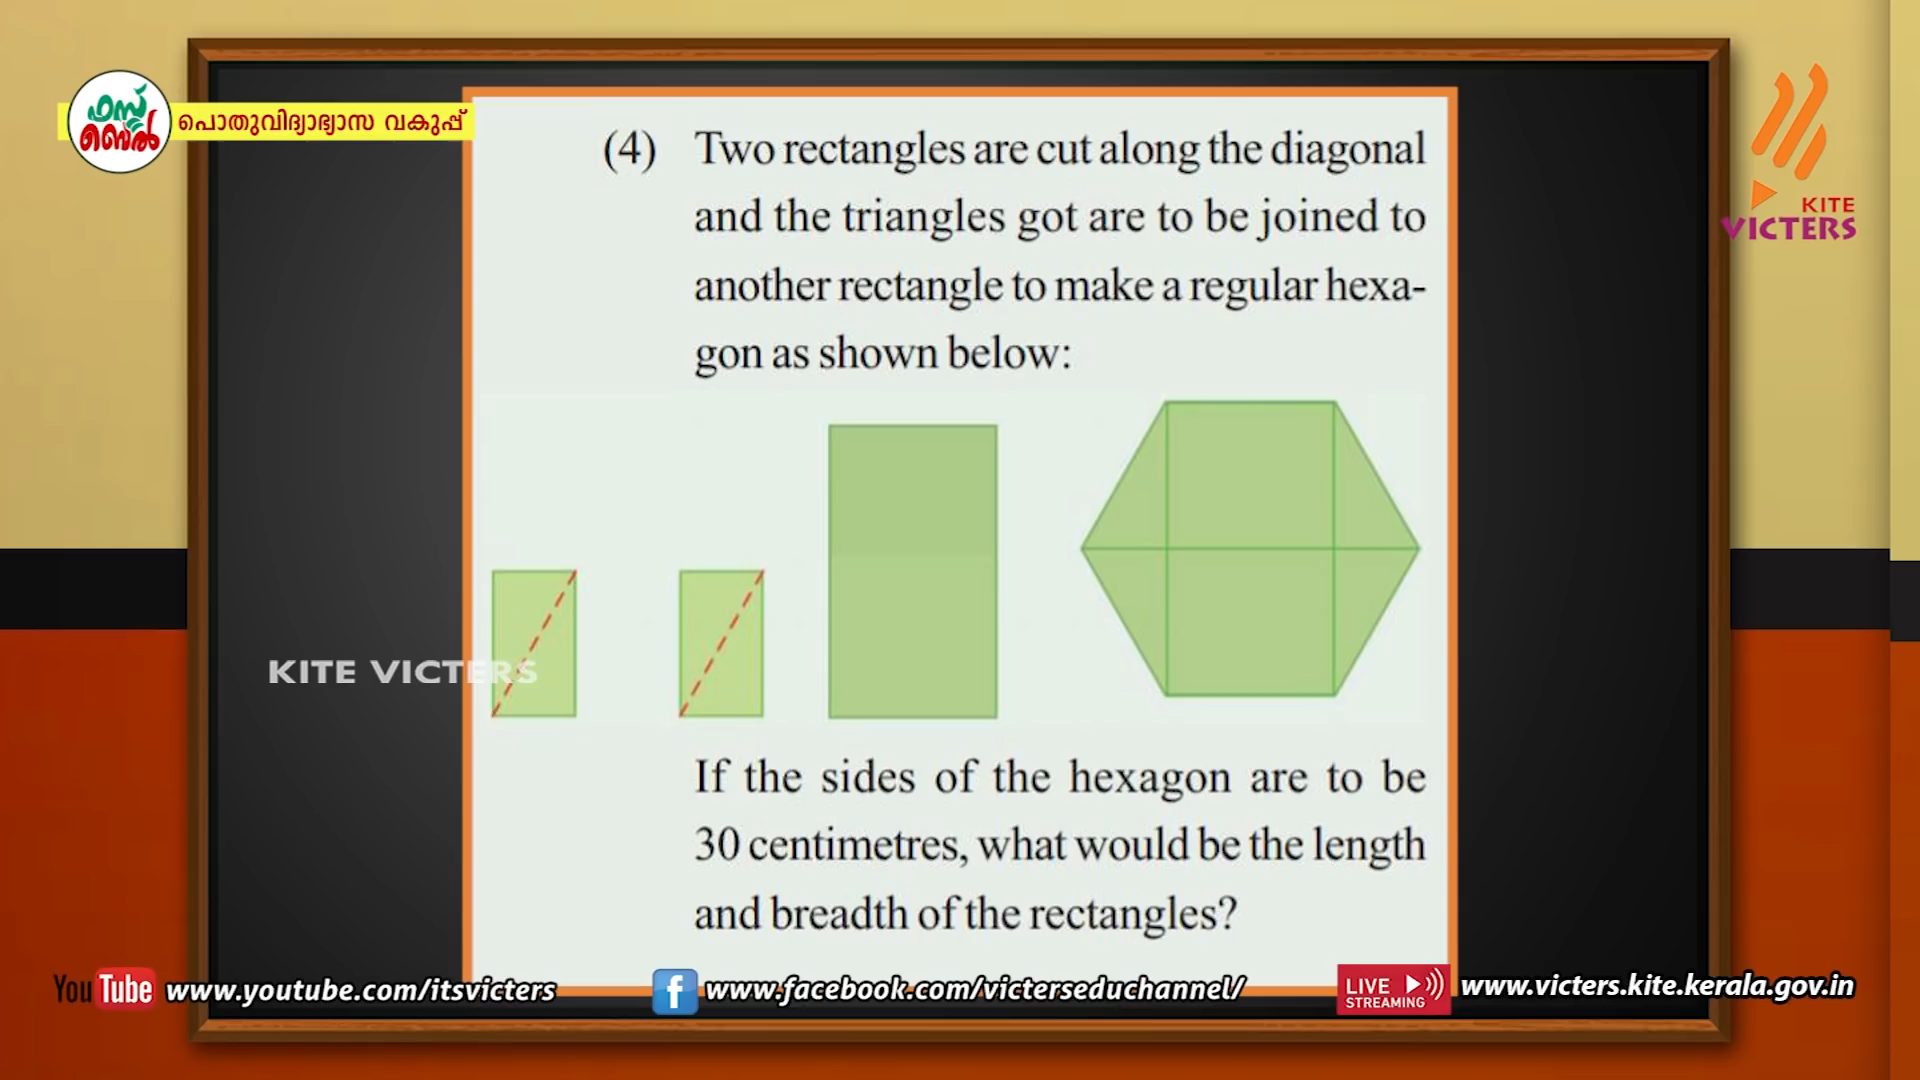 ഫസ്റ്റ്
ബെൽ
പൊതുവിദ്യാഭ്യാസ വകുപ്പ്
KITE
VICTERS
(4) Two rectangles are cut along the diagonal
and the triangles got are to be joined to
another rectangle to make a regular hexa-
gon as shown below:
KITE VICTERS
If the sides of the hexagon are to be
30 centimetres, what would be the length
and breadth of the rectangles?
YouTube www.youtube.com/itsvicters
f www.facebook.com/victerseduchannel/
LIVE STREAMING www.victers.kite.kerala.gov.in